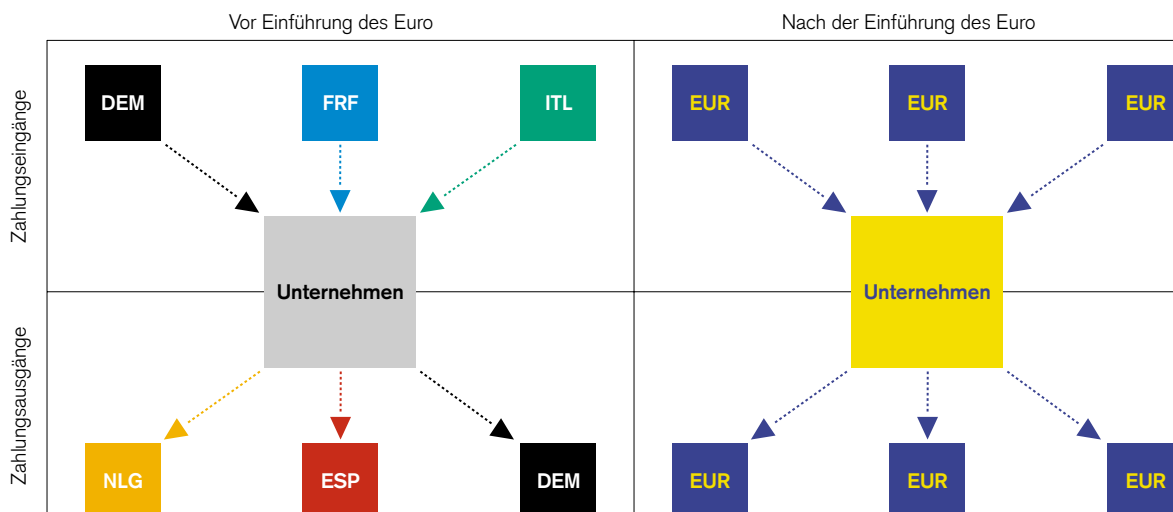 Vor Einführung des Euro
Nach der Einführung des Euro
Zahlungseingänge
DEM
FRF
ITL
EUR
EUR
EUR
Unternehmen
Unternehmen
Zahlungsausgänge
NLG
ESP
DEM
EUR
EUR
EUR